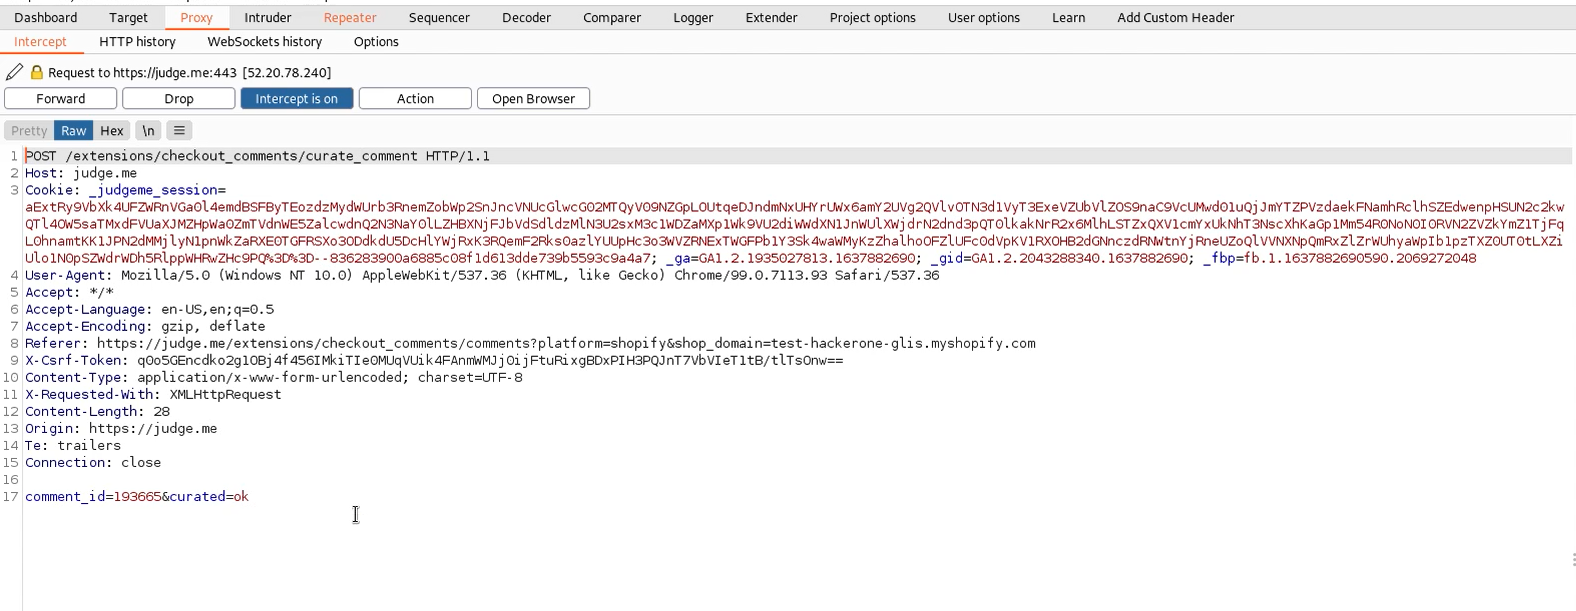 Dashboard Target Proxy Intruder Repeater Sequencer Decoder Comparer Logger Extender Project options User options Learn Add Custom Header
Intercept HTTP history WebSockets history Options
Request to https://judge.me:443 [52.20.78.240]
Forward Drop Intercept is on Action Open Browser
Pretty Raw Hex \n
1 POST /extensions/checkout_comments/curate_comment HTTP/1.1
2 Host: judge.me
3 Cookie: _judgeme_session=
836283900a6885c08f1d613dde739b5593c9a4a7; _ga=GA1.2.1935027813.1637882690; _gid=GA1.2.2043288340.1637882690; _fbp=fb.1.1637882690590.2069272048
4 User-Agent: Mozilla/5.0 (Windows NT 10.0) AppleWebKit/537.36 (KHTML, like Gecko) Chrome/99.0.7113.93 Safari/537.36
5 Accept: */*
6 Accept-Language: en-US,en;q=0.5
7 Accept-Encoding: gzip, deflate
8 Referer: https://judge.me/extensions/checkout_comments/comments?platform=shopify&shop_domain=test-hackerone-glis.myshopify.com
9 X-Csrf-Token:
10 Content-Type: application/x-www-form-urlencoded; charset=UTF-8
11 X-Requested-With: XMLHttpRequest
12 Content-Length: 28
13 Origin: https://judge.me
14 Te: trailers
15 Connection: close
16
17 comment_id=193665&curated=ok